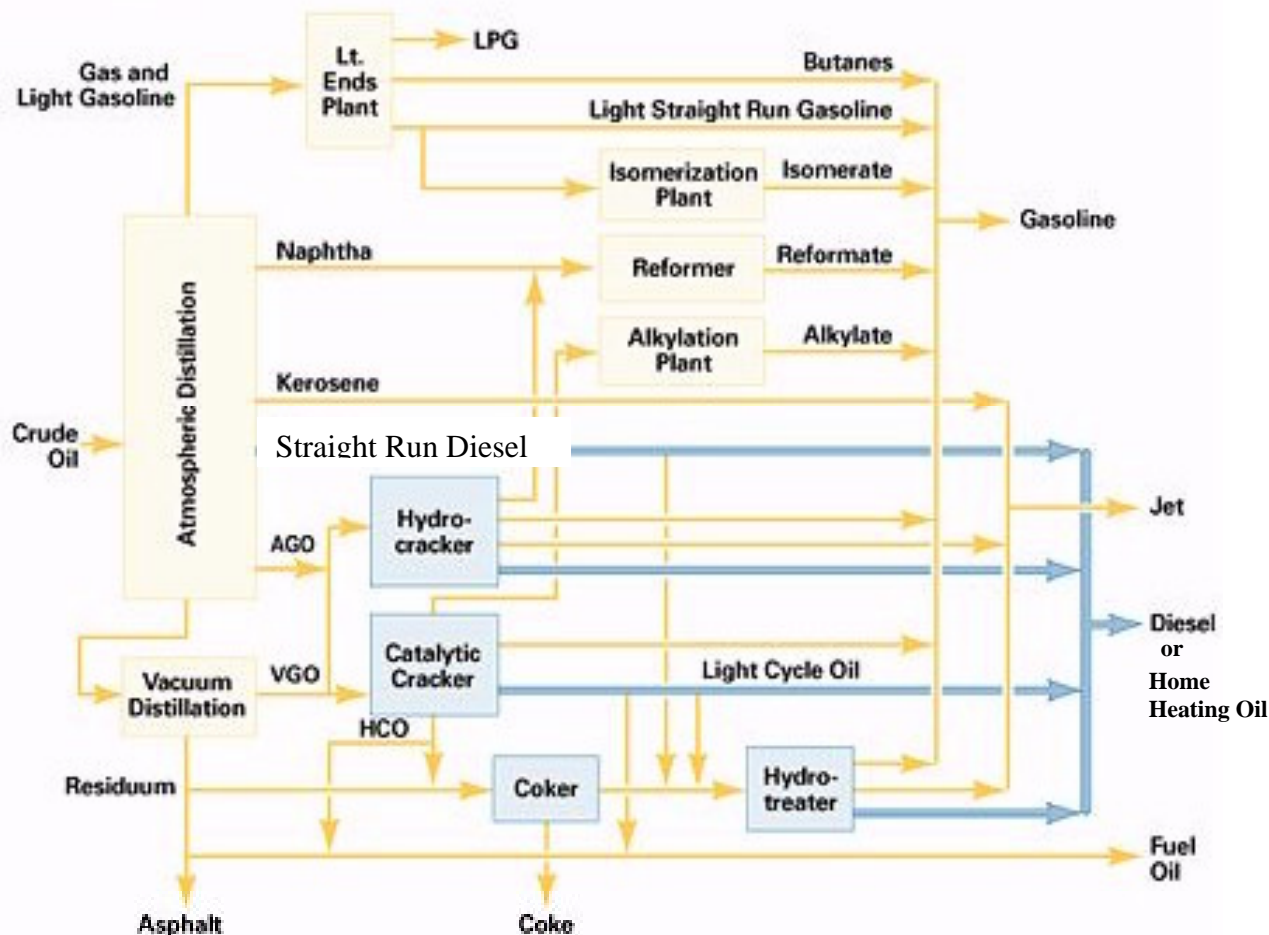 LPG
Lt.
Ends
Plant
Gas and
Light Gasoline
Butanes
Light Straight Run Gasoline
Isomerization
Plant
Isomerate
Gasoline
Naphtha
Reformer
Reformate
Alkylation
Plant
Alkylate
Atmospheric Distillation
Kerosene
Crude
Oil
Straight Run Diesel
Jet
Hydro-
cracker
AGO
Diesel
or
Home
Heating Oil
Catalytic
Cracker
Light Cycle Oil
VGO
Vacuum
Distillation
HCO
Residuum
Coker
Hydro-
treater
Fuel
Oil
Asphalt
Coke